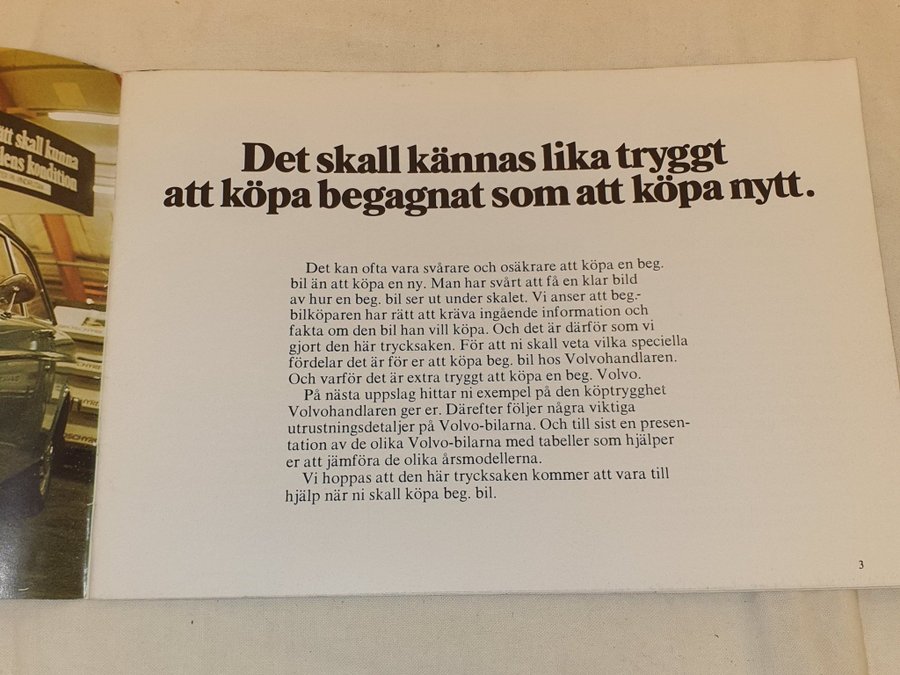 att skall kunna
dens kondition
Det skall kännas lika tryggt
att köpa begagnat som att köpa nytt.
Det kan ofta vara svårare och osäkrare att köpa en beg.
bil än att köpa en ny. Man har svårt att få en klar bild
av hur en beg. bil ser ut under skalet. Vi anser att beg.-
bilköparen har rätt att kräva ingående information och
fakta om den bil han vill köpa. Och det är därför som vi
gjort den här trycksaken. För att ni skall veta vilka speciella
fördelar det är för er att köpa beg. bil hos Volvohandlaren.
Och varför det är extra tryggt att köpa en beg. Volvo.
På nästa uppslag hittar ni exempel på den köptrygghet
Volvohandlaren ger er. Därefter följer några viktiga
utrustningsdetaljer på Volvo-bilarna. Och till sist en presen-
tation av de olika Volvo-bilarna med tabeller som hjälper
er att jämföra de olika årsmodellerna.
Vi hoppas att den här trycksaken kommer att vara till
hjälp när ni skall köpa beg. bil.
3